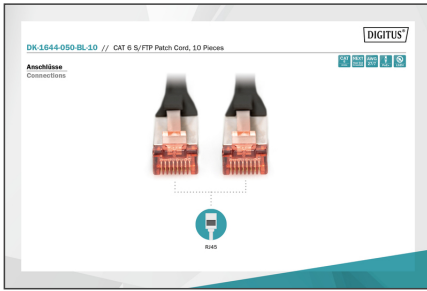 DIGITUS®
DK-1644-050-BL-10 // CAT 6 S/FTP Patch Cord, 10 Pieces
Anschlüsse
Connections
RJ45